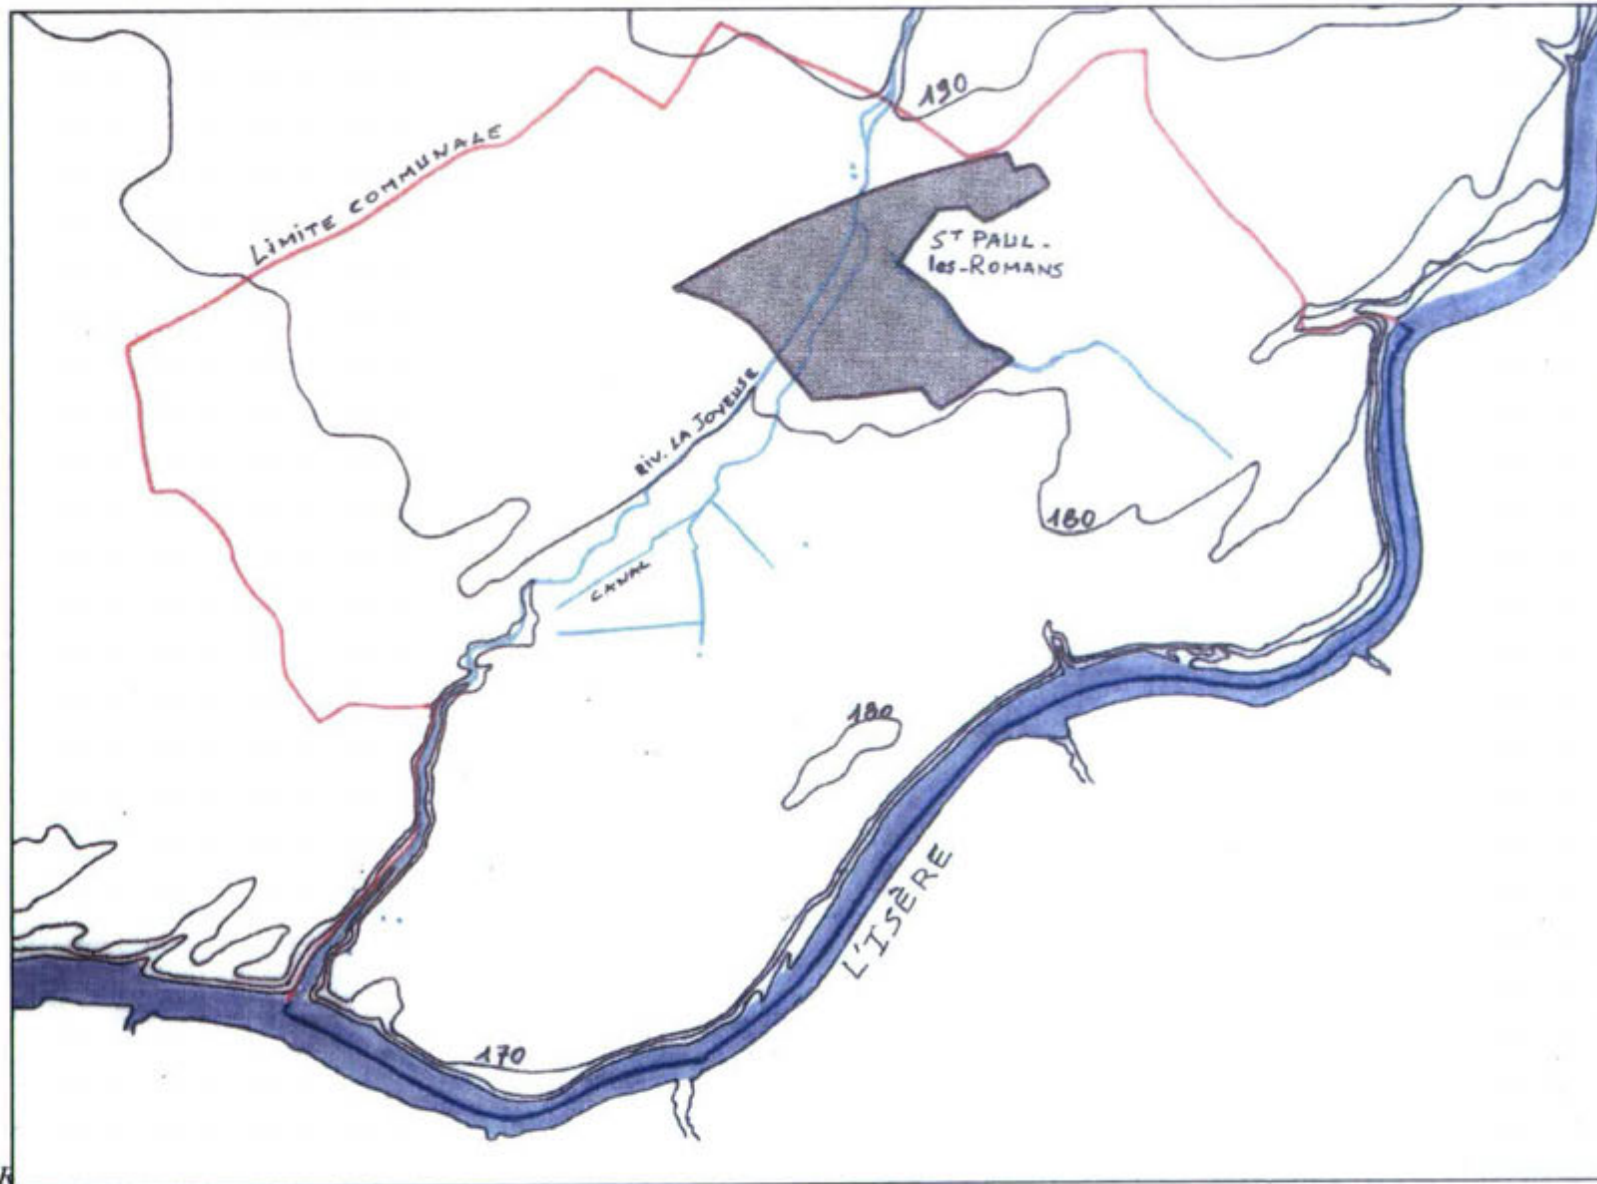 190
LIMITE COMMUNALE
ST PAUL-
les-ROMANS
RIV. LA JOYEUSE
180
CANAL
180
L'ISÈRE
170